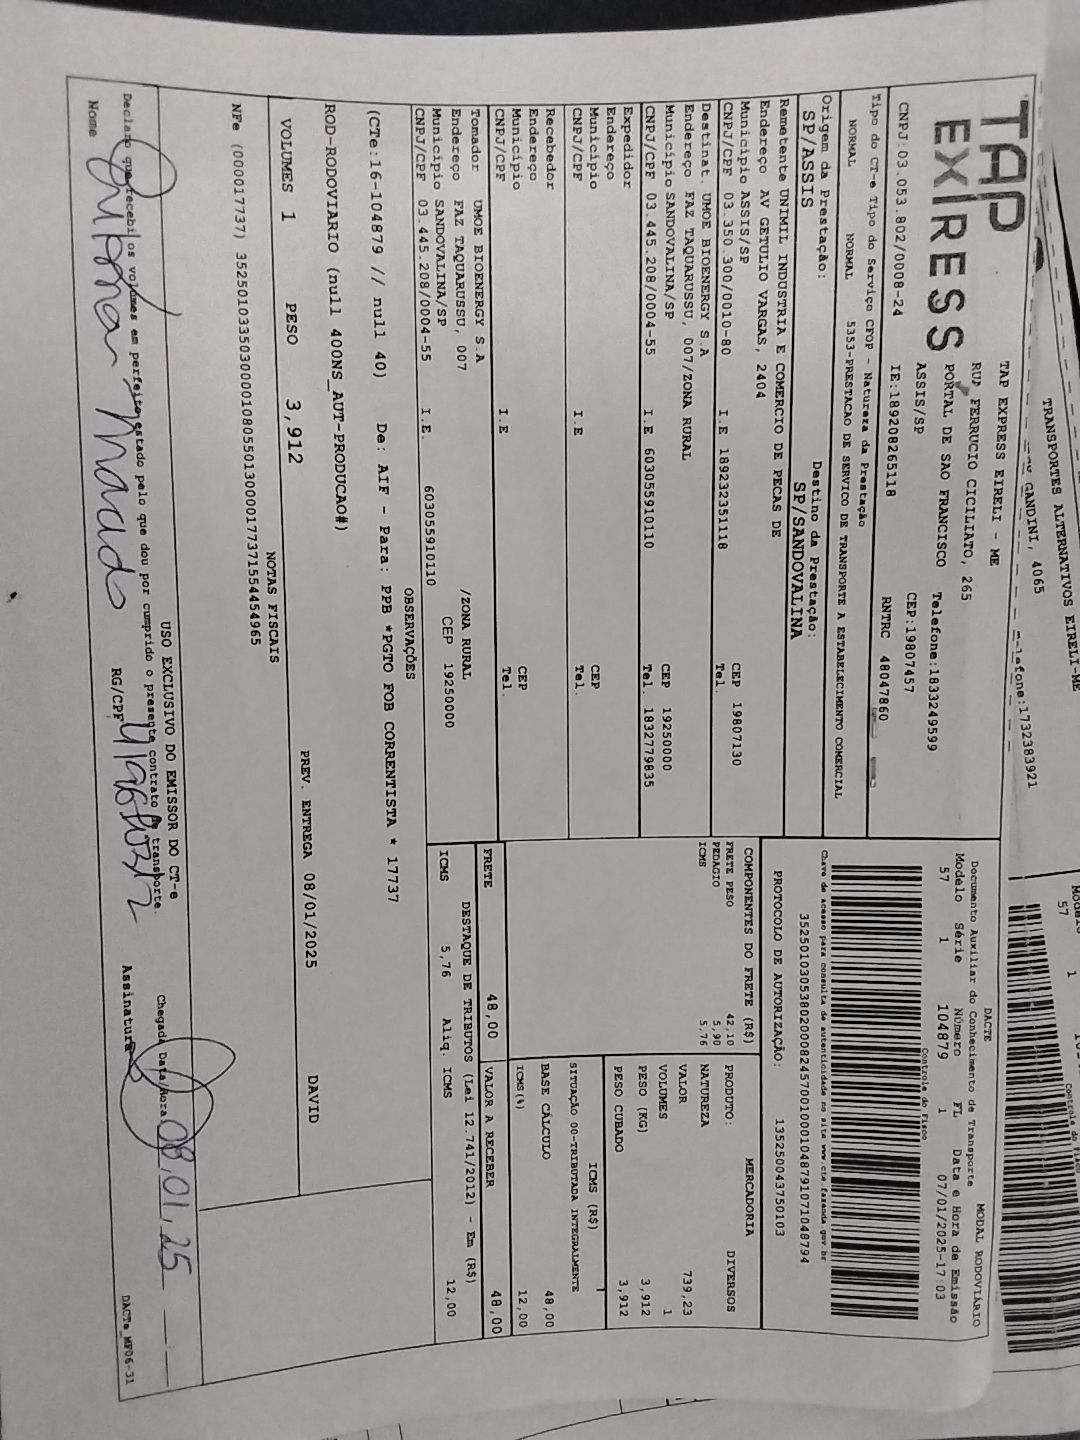 TRANSPORTES ALTERNATIVOS EIRELI-ME
GANDINI, 4065
Telefone:1732383921
57 1
TAP
EXPRESS
TAP EXPRESS EIRELI - ME
RUA FERRUCIO CICILIATO, 265
PORTAL DE SAO FRANCISCO Telefone:1833249599
ASSIS/SP CEP:19807457
CNPJ:03.053.802/0008-24 IE:189208265118 RNTRC 48047860
DACTE MODAL RODOVIÁRIO
Documento Auxiliar do Conhecimento de Transporte
Modelo Série Número FL Data e Hora de Emissão
57 1 104879 1 07/01/2025-17:03
Controle do Fisco
Tipo do CT-e Tipo do Serviço CFOP - Natureza da Prestação
NORMAL NORMAL 5353-PRESTACAO DE SERVICO DE TRANSPORTE A ESTABELECIMENTO COMERCIAL
Chave de acesso para consulta de autenticidade no site www.cte.fazenda.gov.br
Origem da Prestação: Destino da Prestação:
SP/ASSIS SP/SANDOVALINA
PROTOCOLO DE AUTORIZAÇÃO: 135250043750103
Remetente UNIMIL INDUSTRIA E COMERCIO DE PECAS DE
Endereço AV GETULIO VARGAS, 2404
Município ASSIS/SP CEP 19807130
CNPJ/CPF 03.350.300/0010-80 I.E 189232351118 Tel.
Destinat. UMOE BIOENERGY S.A
Endereço FAZ TAQUARUSSU, 007/ZONA RURAL
Município SANDOVALINA/SP CEP 19250000
CNPJ/CPF 03.445.208/0004-55 I.E 603055910110 Tel. 1832779835
Expedidor
Endereço
Município CEP
CNPJ/CPF I.E Tel.
Recebedor
Endereço
Município CEP
CNPJ/CPF I.E Tel.
Tomador UMOE BIOENERGY S.A
Endereço FAZ TAQUARUSSU, 007 /ZONA RURAL
Município SANDOVALINA/SP CEP 19250000
CNPJ/CPF 03.445.208/0004-55 I.E. 603055910110
COMPONENTES DO FRETE (R$)
FRETE PESO 42,10
PEDAGIO 5,90
ICMS 5,76
MERCADORIA
PRODUTO: DIVERSOS
NATUREZA
VALOR 739,23
VOLUMES 1
PESO (KG) 3,912
PESO CUBADO 3,912
ICMS (R$)
SITUAÇÃO 00-TRIBUTADA INTEGRALMENTE
BASE CÁLCULO 48,00
ICMS(%) 12,00
FRETE 48,00 VALOR A RECEBER 48,00
DESTAQUE DE TRIBUTOS (Lei 12.741/2012) - Em (R$)
ICMS 5,76 Aliq. ICMS 12,00
OBSERVAÇÕES
(CTe:16-104879 // null 40) De: AIF - Para: PPB *PGTO FOB CORRENTISTA * 17737
ROD-RODOVIARIO (null 400NS_AUT-PRODUCAO#)
VOLUMES 1 PESO 3,912 PREV. ENTREGA 08/01/2025 DAVID
NOTAS FISCAIS
NFe (000017737)
USO EXCLUSIVO DO EMISSOR DO CT-e
Declaro que recebi os volumes em perfeito estado pelo que dou por cumprido o presente contrato de transporte.
Chegada Data/Hora 08,01,25
Nome RG/CPF Assinatura
DACTe_MF06-31